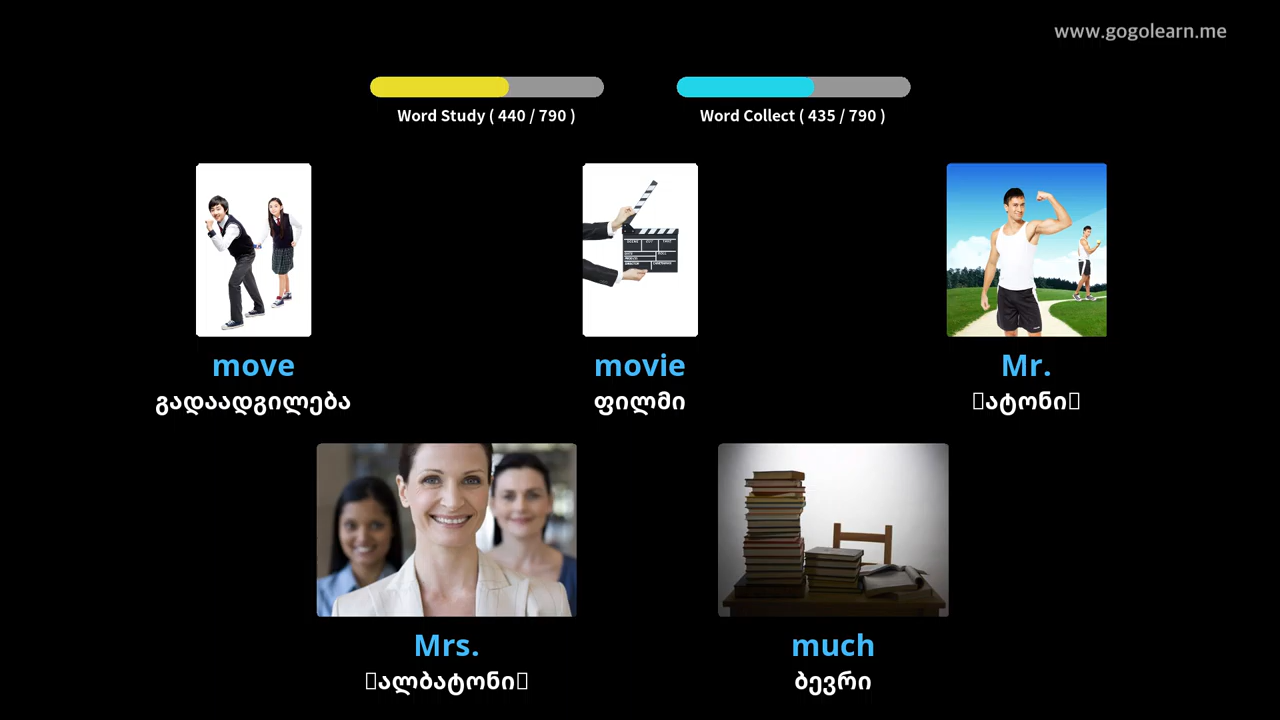 www.gogolearn.me
Word Study ( 440 / 790 )
Word Collect ( 435 / 790 )
move
გადაადგილება
movie
ფილმი
Mr.
▯ატონი▯
Mrs.
▯ალბატონი▯
much
ბევრი